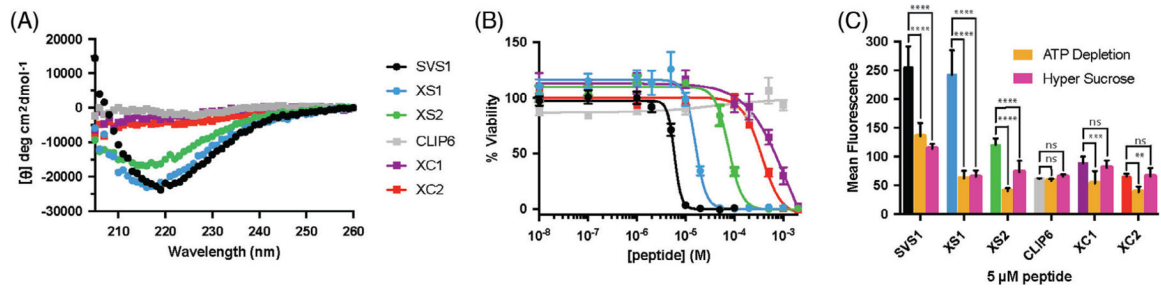 (A)
[θ] deg cm 2 dmol-1
20000
10000
0
-10000
-20000
-30000
210
220
230
240
250
260
Wavelength (nm)
SVS1
XS1
XS2
CLIP6
XC1
XC2
(B)
% Viability
150
100
50
0
10-8
10-7
10-6
10-5
10-4
10-3
[peptide] (M)
(C)
Mean Fluorescence
300
250
200
150
100
50
0
****
****
****
****
****
****
ns
ns
ns
***
ns
**
ATP Depletion
Hyper Sucrose
SVS1
XS1
XS2
CLIP6
XC1
XC2
5 µM peptide